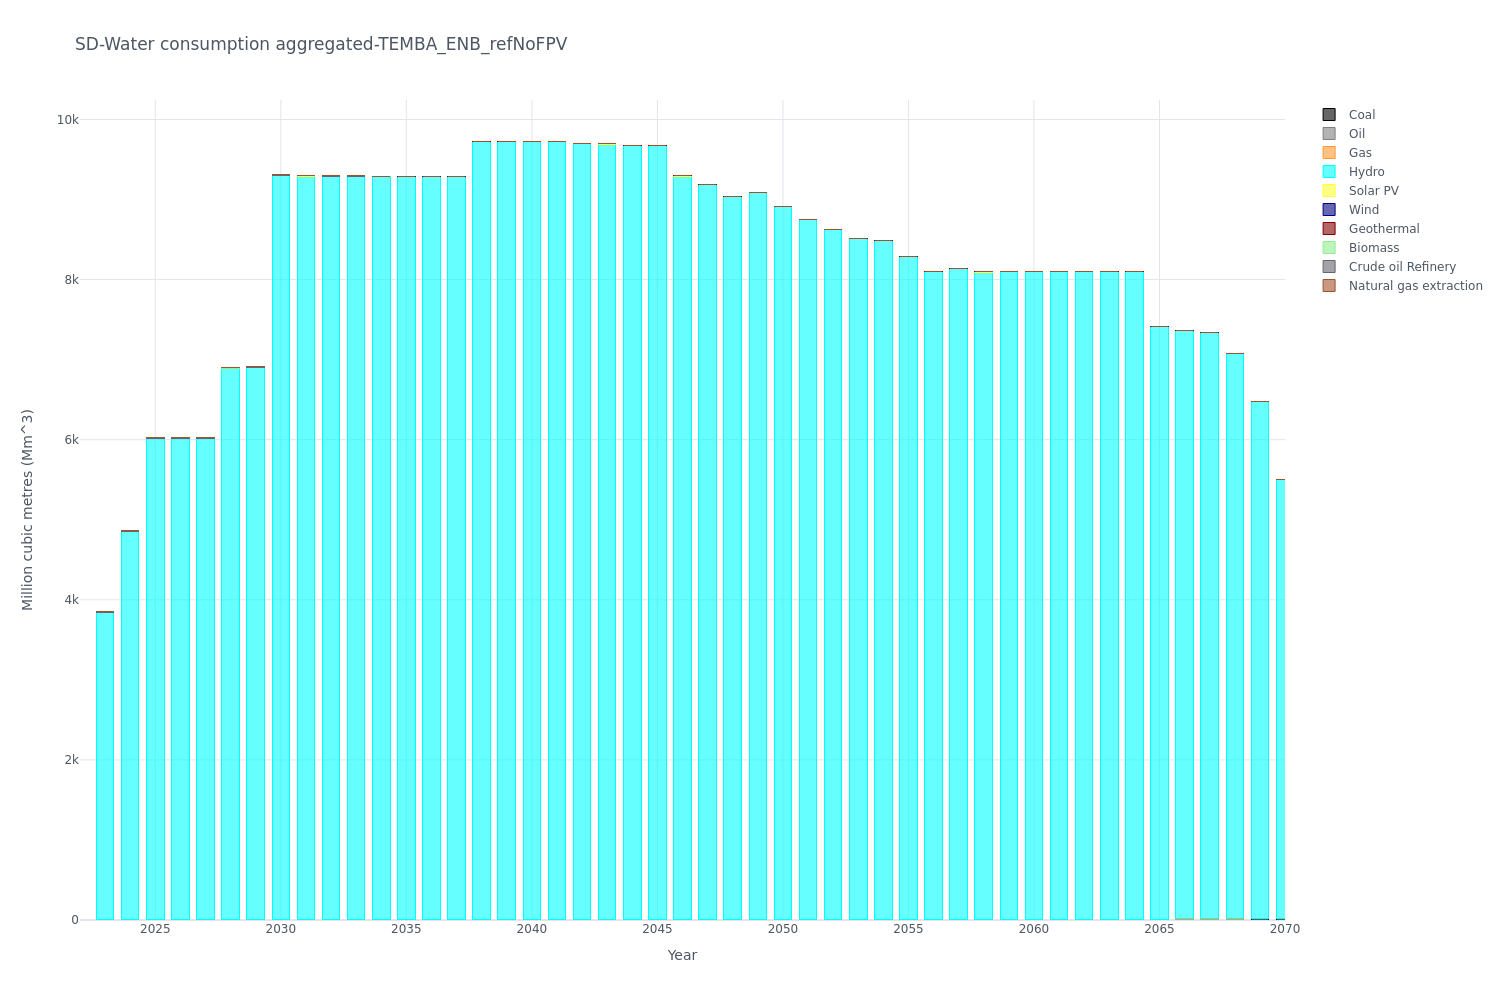 SD-Water consumption aggregated-TEMBA_ENB_refNoFPV
10k
8k
6k
4k
2k
0
Million cubic metres (Mm^3)
2025 2030 2035 2040 2045 2050 2055 2060 2065 2070
Year
Coal
Oil
Gas
Hydro
Solar PV
Wind
Geothermal
Biomass
Crude oil Refinery
Natural gas extraction